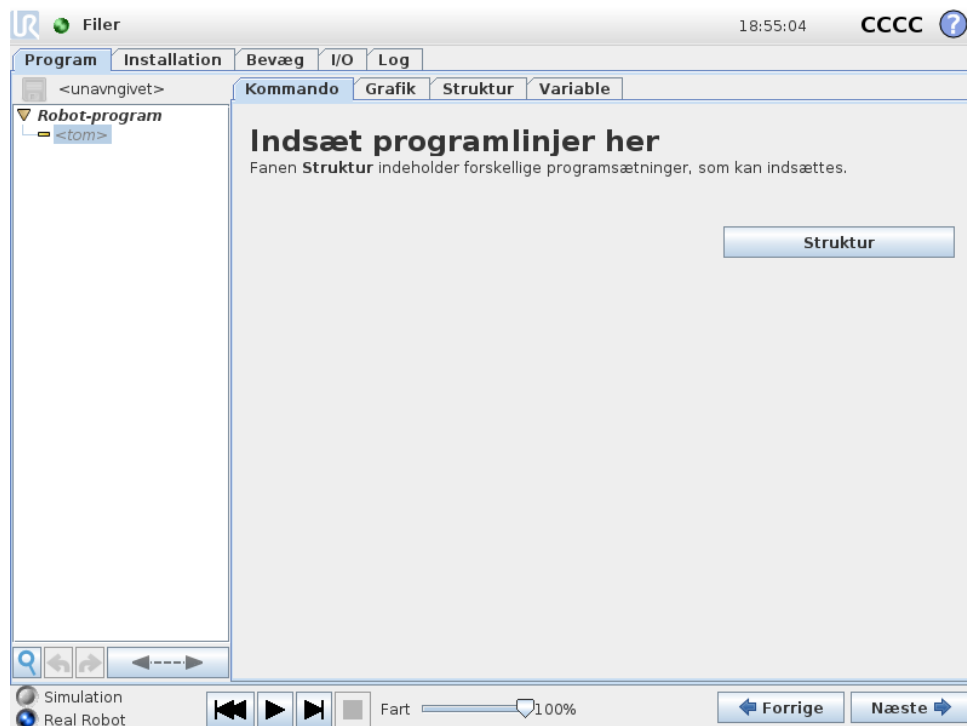 UR Filer 18:55:04 CCCC ?
Program Installation Bevæg I/O Log
<unavngivet> Kommando Grafik Struktur Variable
Robot-program
<tom>
Indsæt programlinjer her
Fanen Struktur indeholder forskellige programsætninger, som kan indsættes.
Struktur
Simulation
Real Robot
Fart 100% Forrige Næste